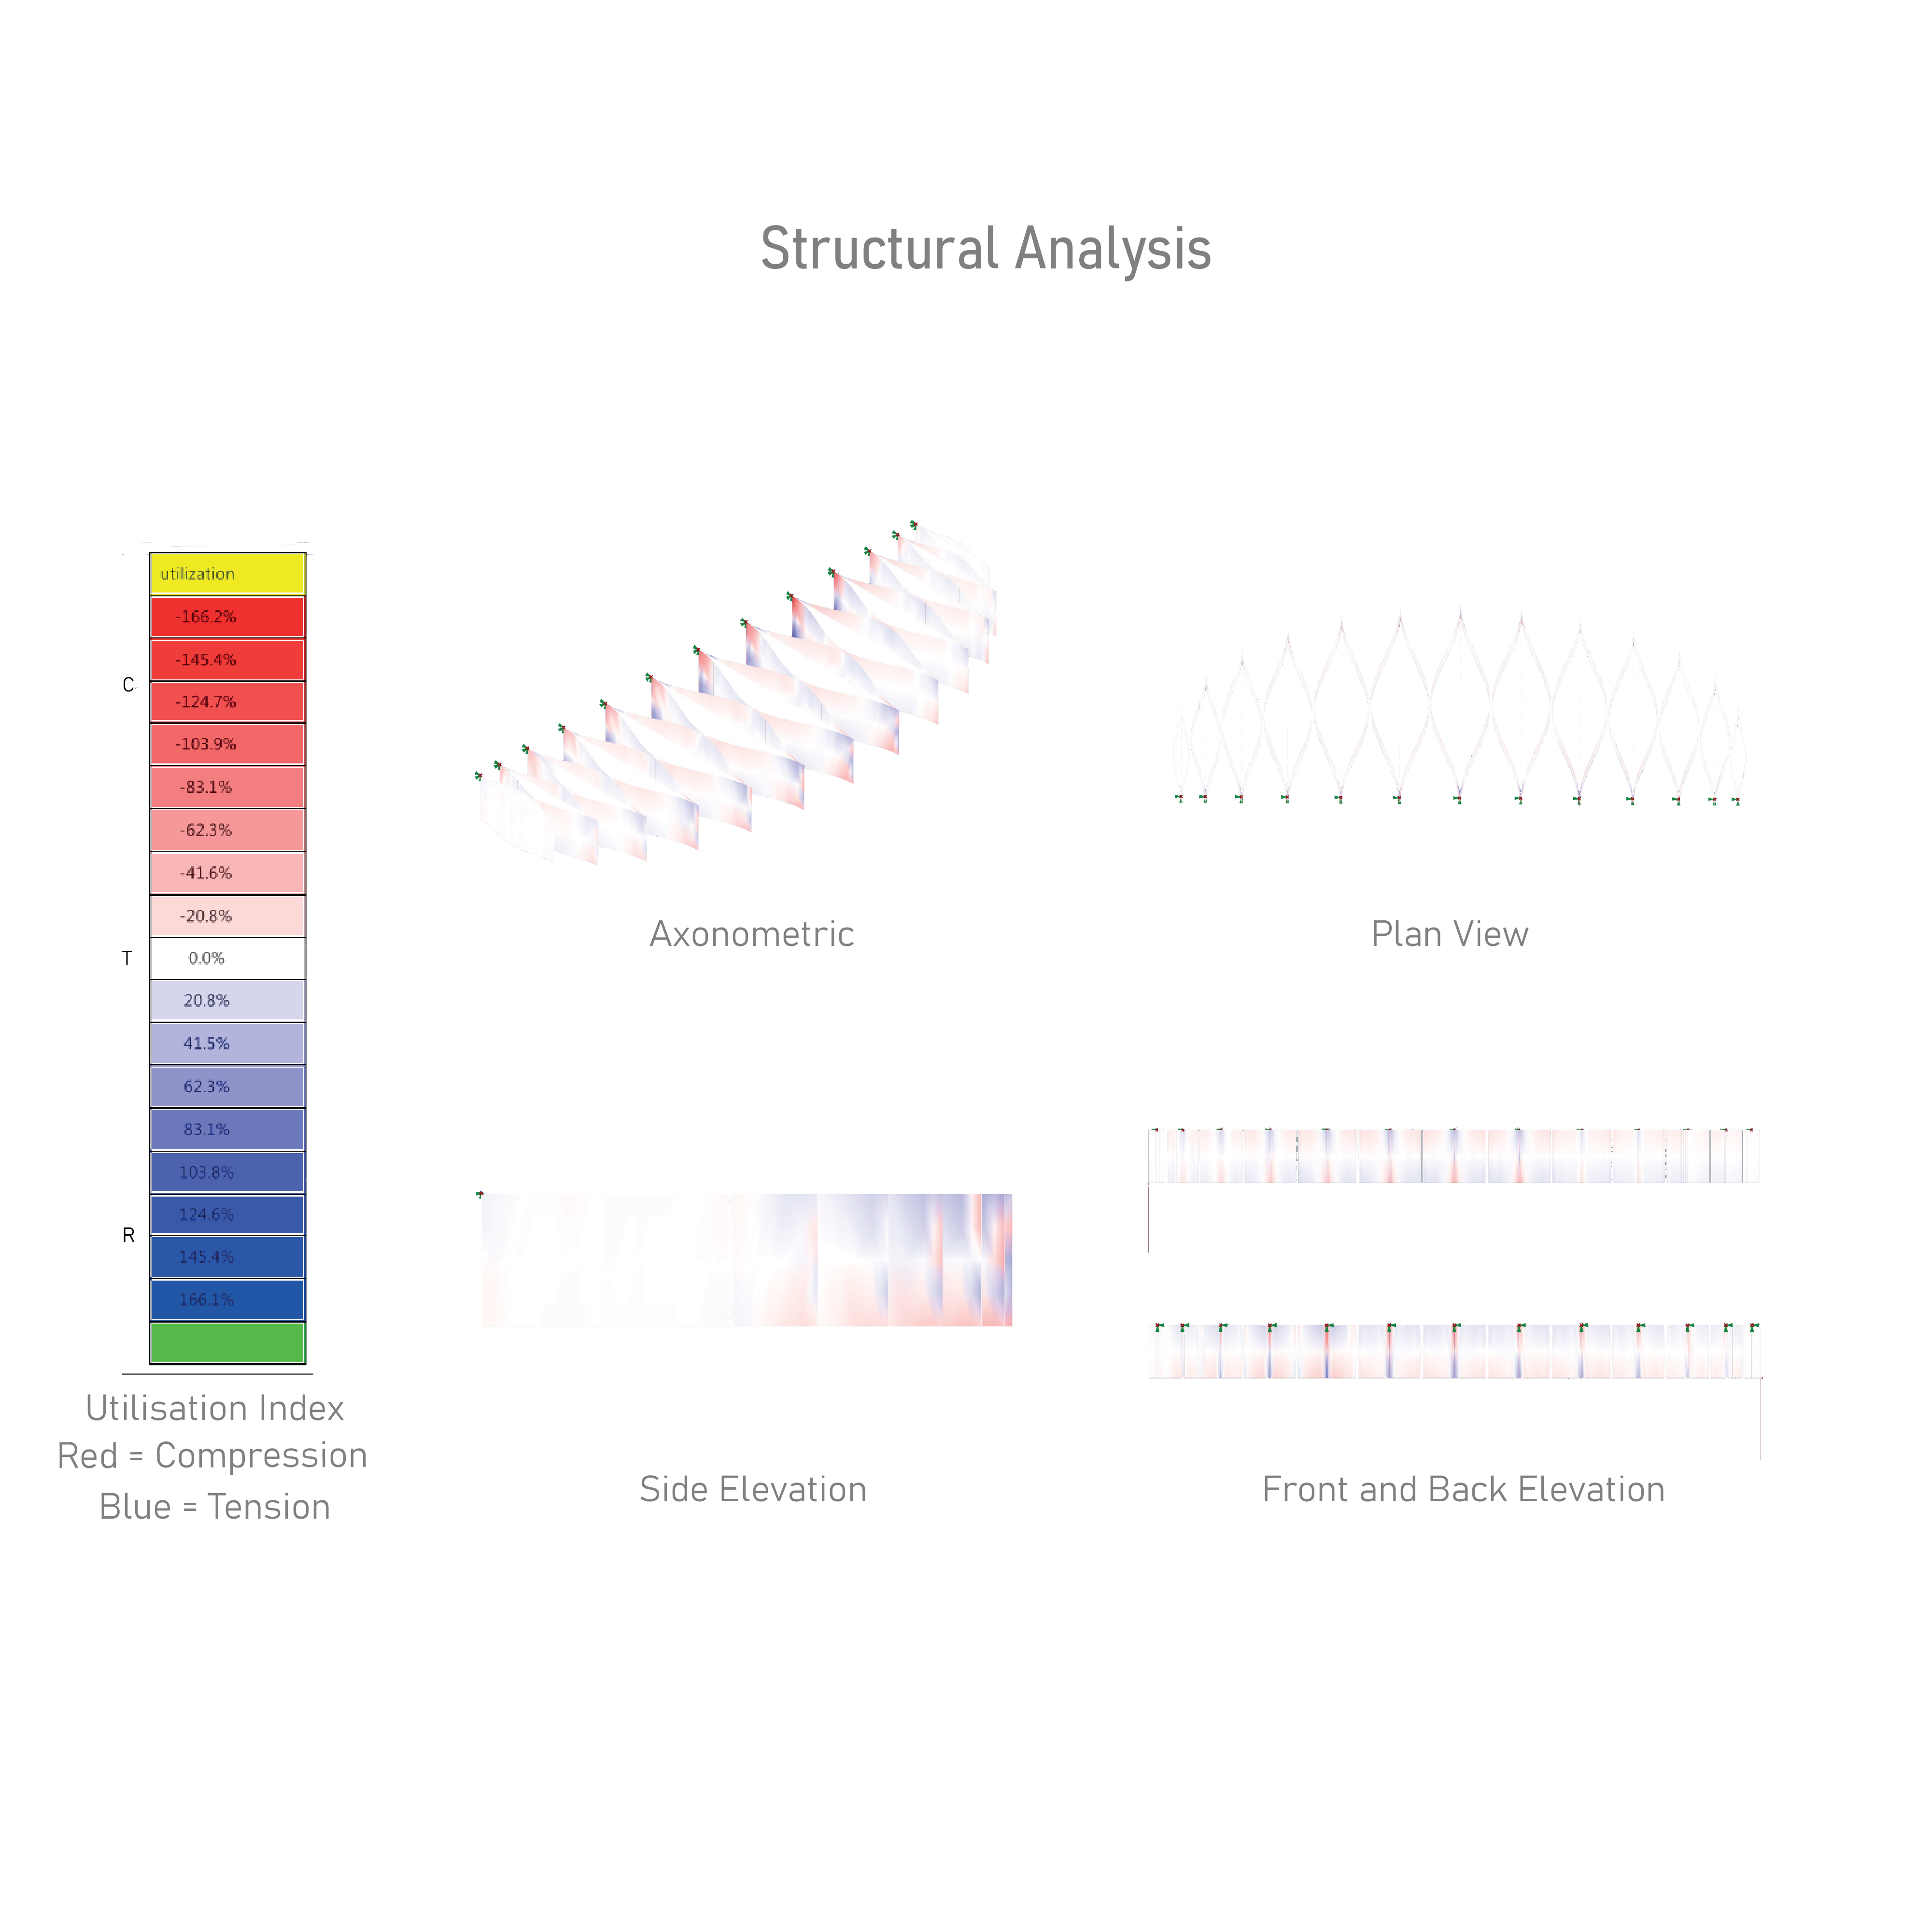 Structural Analysis
utilization
-166.2%
-145.4%
C
-124.7%
-103.9%
-83.1%
-62.3%
-41.6%
-20.8%
T
0.0%
20.8%
41.5%
62.3%
83.1%
103.8%
124.6%
R
145.4%
166.1%
Utilisation Index
Red = Compression
Blue = Tension
Axonometric
Plan View
Side Elevation
Front and Back Elevation